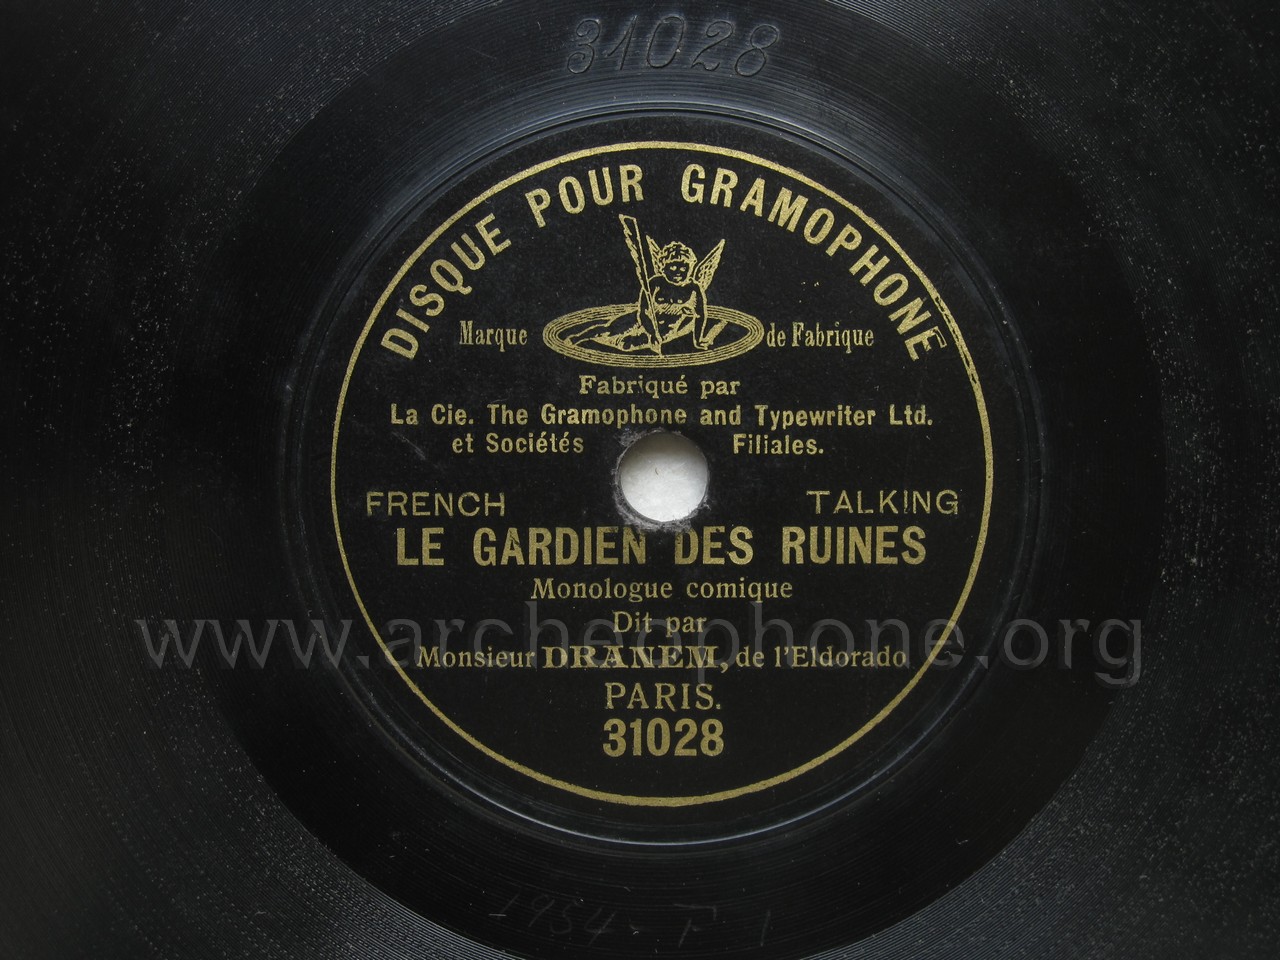 31028
DISQUE POUR GRAMOPHONE
Marque de Fabrique
Fabriqué par
La Cie. The Gramophone and Typewriter Ltd.
et Sociétés Filiales.
FRENCH TALKING
LE GARDIEN DES RUINES
Monologue comique
Dit par
www.archeophone.org
Monsieur DRANEM, de l'Eldorado
PARIS.
31028
1954-F 1